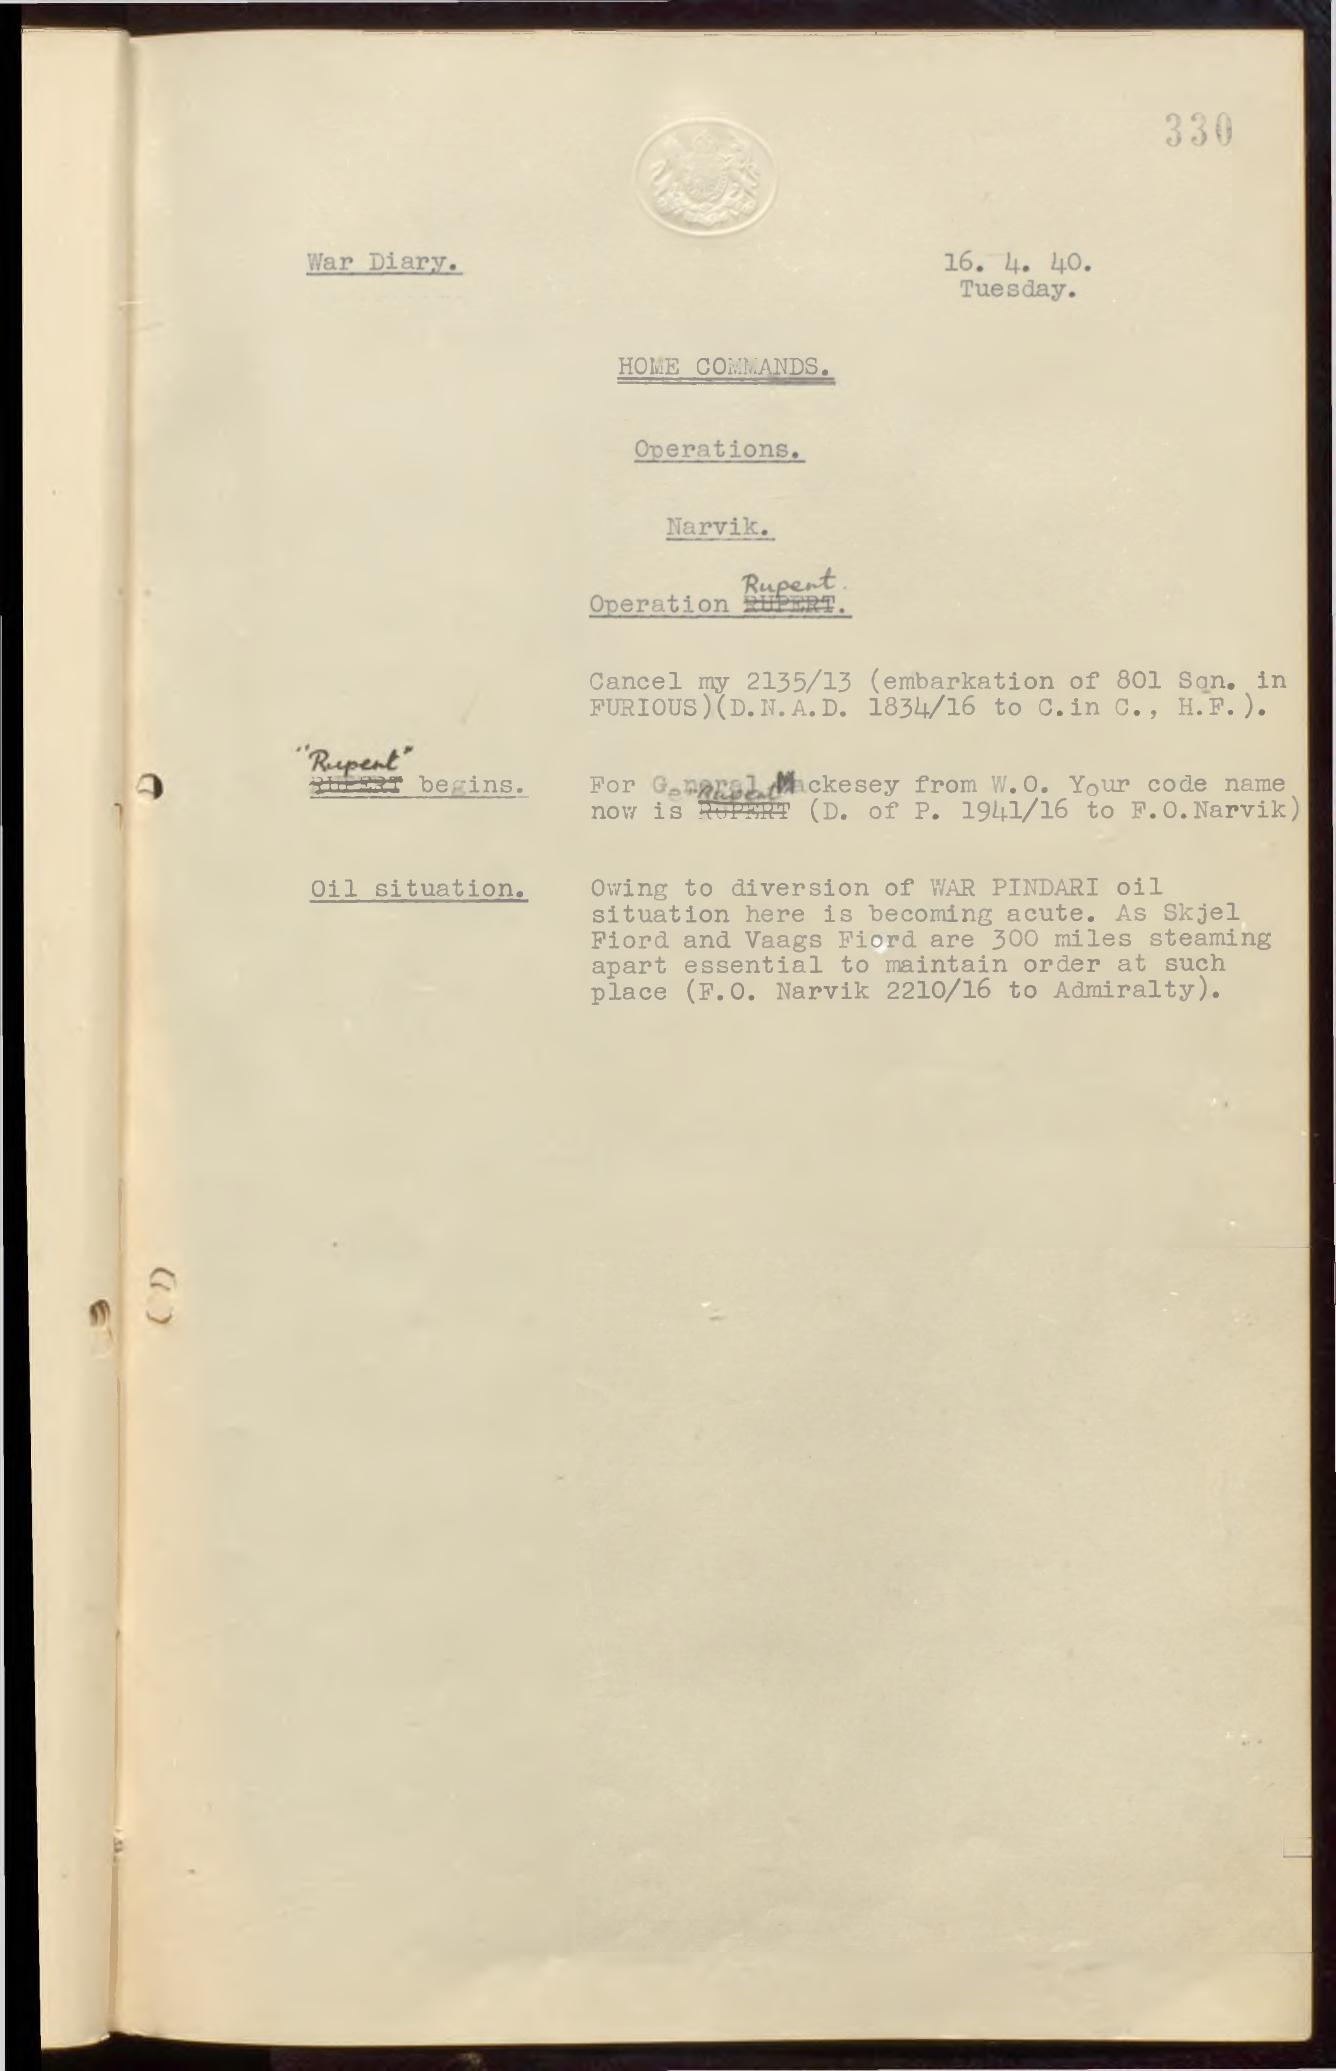 330
War Diary.
16. 4. 40.
Tuesday.
HOME COMMANDS.
Operations.
Narvik.
Rupert.
Operation RUPERT.
Cancel my 2135/13 (embarkation of 801 Sqn. in
FURIOUS)(D.N.A.D. 1834/16 to C.in C., H.F.).
"Rupert"
RUPERT begins.
For General Mackesey from W.O. Your code name
"Rupert"
now is RUPERT (D. of P. 1941/16 to F.O.Narvik)
Oil situation.
Owing to diversion of WAR PINDARI oil
situation here is becoming acute. As Skjel
Fiord and Vaags Fiord are 300 miles steaming
apart essential to maintain order at such
place (F.O. Narvik 2210/16 to Admiralty).